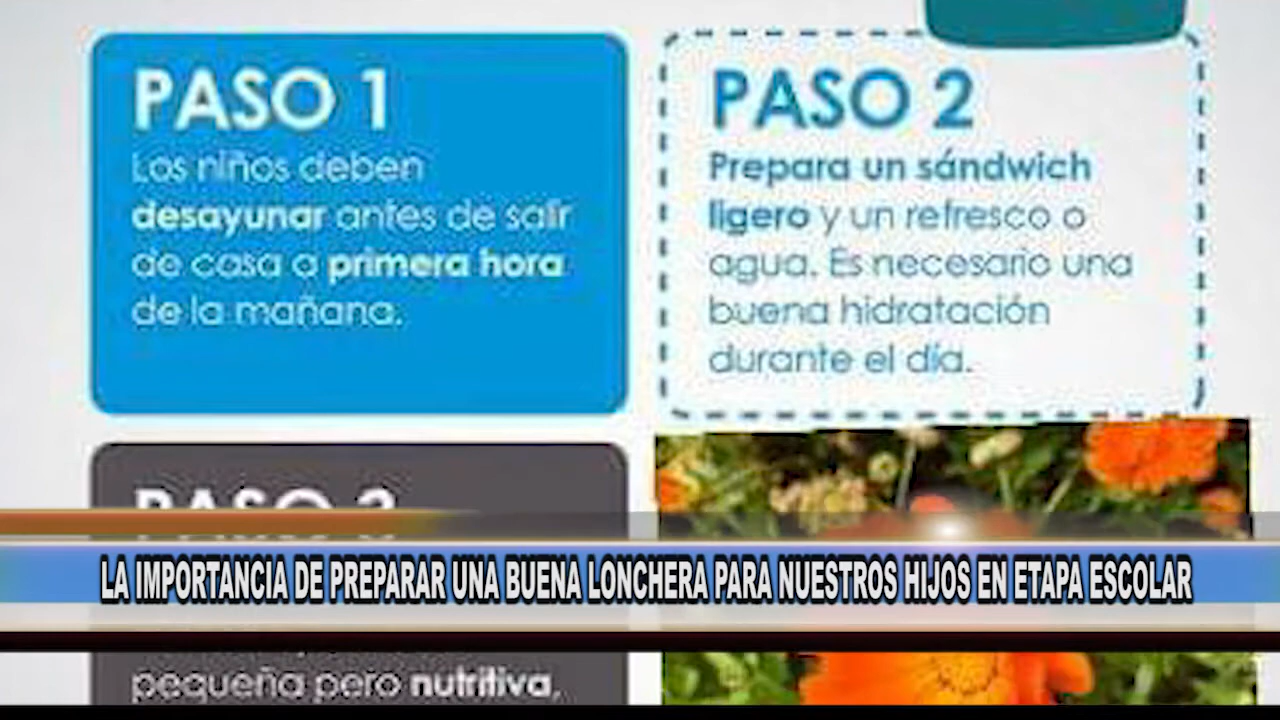 PASO 1
Los niños deben
desayunar antes de salir
de casa a primera hora
de la mañana.
PASO 2
Prepara un sándwich
ligero y un refresco o
agua. Es necesario una
buena hidratación
durante el día.
PASO 3
LA IMPORTANCIA DE PREPARAR UNA BUENA LONCHERA PARA NUESTROS HIJOS EN ETAPA ESCOLAR
pequeña pero nutritiva,